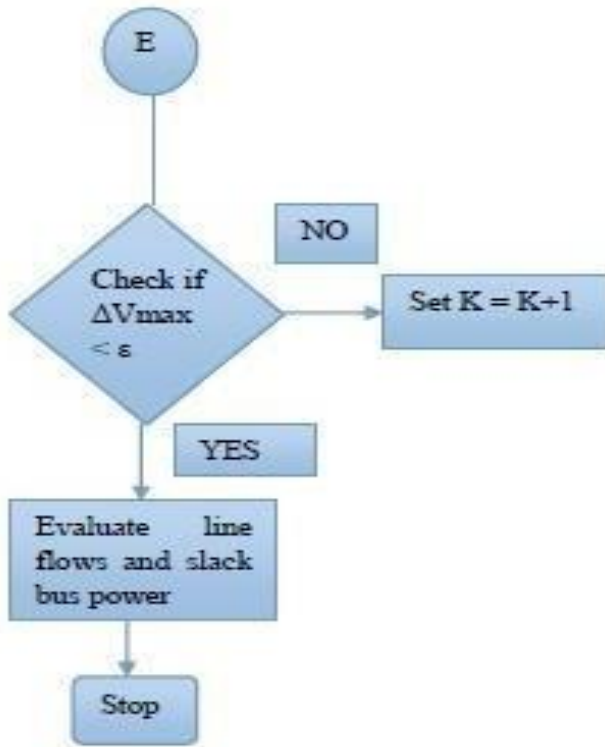 E
NO
Check if
ΔVmax
< ε
Set K = K+1
YES
Evaluate line
flows and slack
bus power
Stop